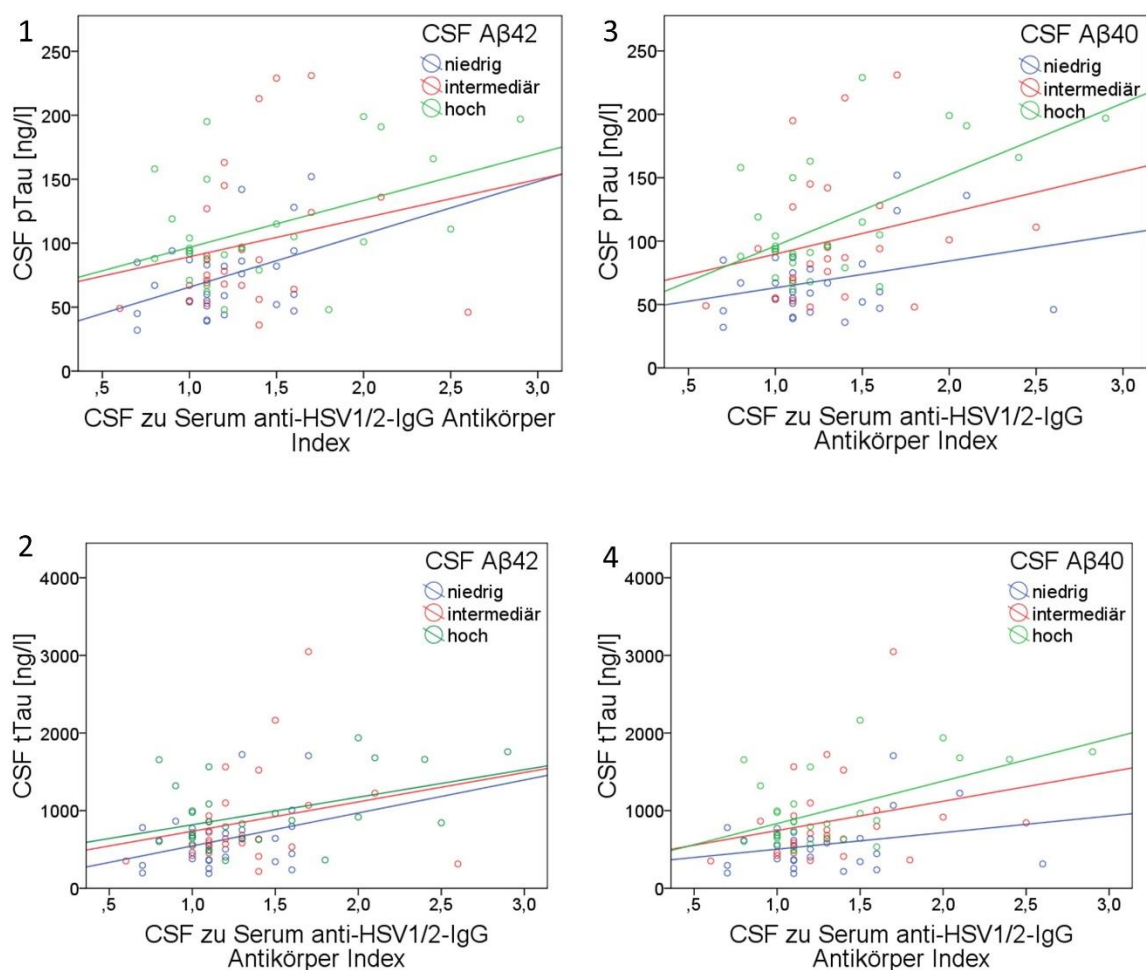 1
CSF Aβ42
niedrig
intermediär
hoch
CSF pTau [ng/l]
250
200
150
100
50
0
,5 1,0 1,5 2,0 2,5 3,0
CSF zu Serum anti-HSV1/2-IgG Antikörper
Index
3
CSF Aβ40
niedrig
intermediär
hoch
CSF pTau [ng/l]
250
200
150
100
50
0
,5 1,0 1,5 2,0 2,5 3,0
CSF zu Serum anti-HSV1/2-IgG
Antikörper Index
2
CSF Aβ42
niedrig
intermediär
hoch
CSF tTau [ng/l]
4000
3000
2000
1000
0
,5 1,0 1,5 2,0 2,5 3,0
CSF zu Serum anti-HSV1/2-IgG
Antikörper Index
4
CSF Aβ40
niedrig
intermediär
hoch
CSF tTau [ng/l]
4000
3000
2000
1000
0
,5 1,0 1,5 2,0 2,5 3,0
CSF zu Serum anti-HSV1/2-IgG
Antikörper Index